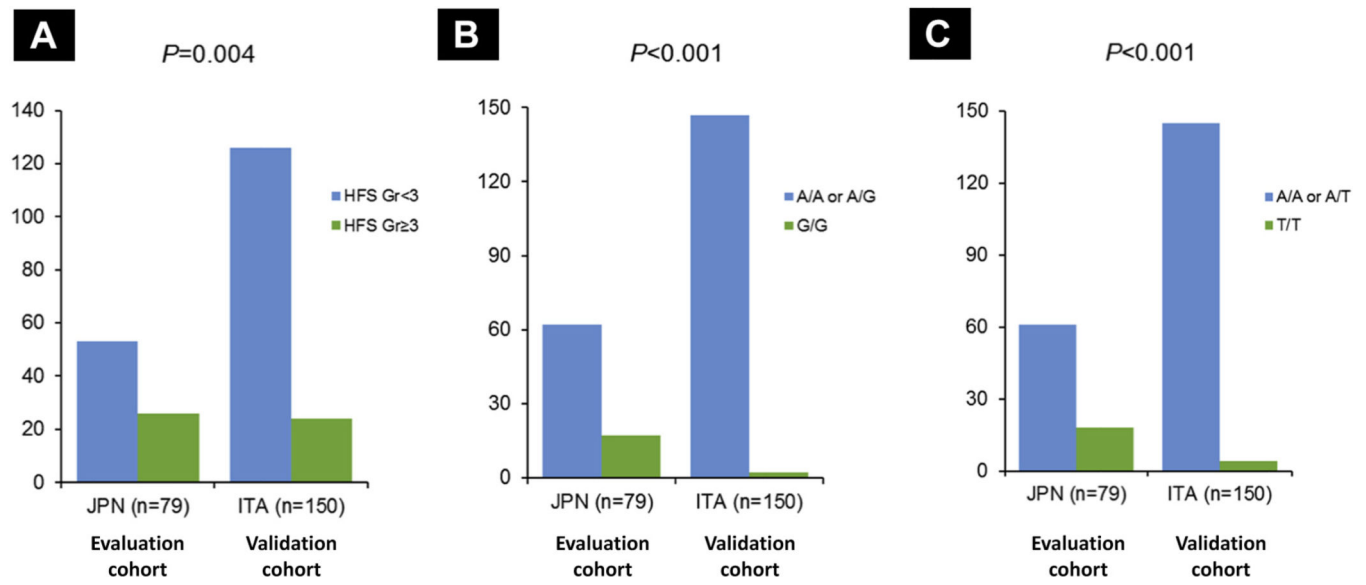 A
P=0.004
140
120
100
80
60
40
20
0
HFS Gr<3
HFS Gr≥3
JPN (n=79)
ITA (n=150)
Evaluation
cohort
Validation
cohort
B
P<0.001
150
120
90
60
30
0
A/A or A/G
G/G
JPN (n=79)
ITA (n=150)
Evaluation
cohort
Validation
cohort
C
P<0.001
150
120
90
60
30
0
A/A or A/T
T/T
JPN (n=79)
ITA (n=150)
Evaluation
cohort
Validation
cohort